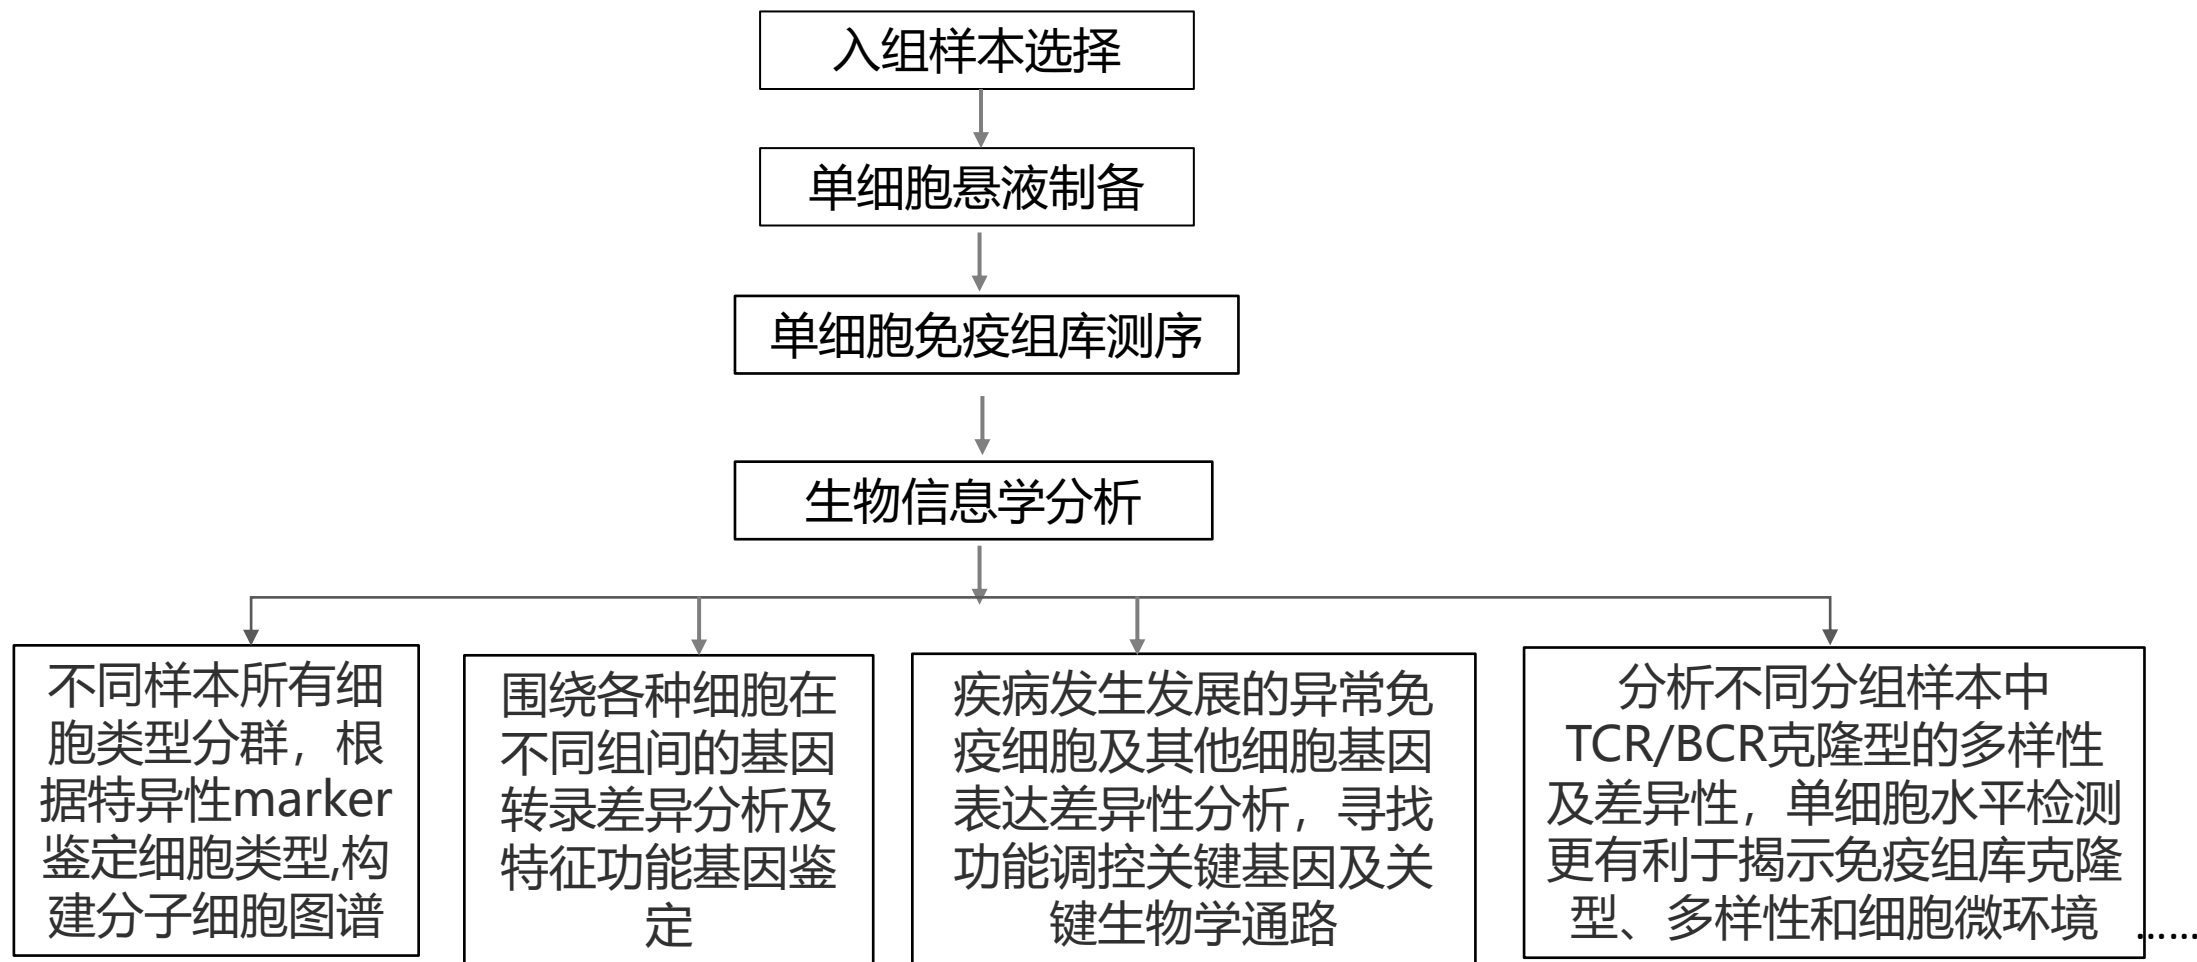 入组样本选择
单细胞悬液制备
单细胞免疫组库测序
生物信息学分析
不同样本所有细
胞类型分群，根
据特异性marker
鉴定细胞类型,构
建分子细胞图谱
围绕各种细胞在
不同组间的基因
转录差异分析及
特征功能基因鉴
定
疾病发生发展的异常免
疫细胞及其他细胞基因
表达差异性分析，寻找
功能调控关键基因及关
键生物学通路
分析不同分组样本中
TCR/BCR克隆型的多样性
及差异性，单细胞水平检测
更有利于揭示免疫组库克隆
型、多样性和细胞微环境
……